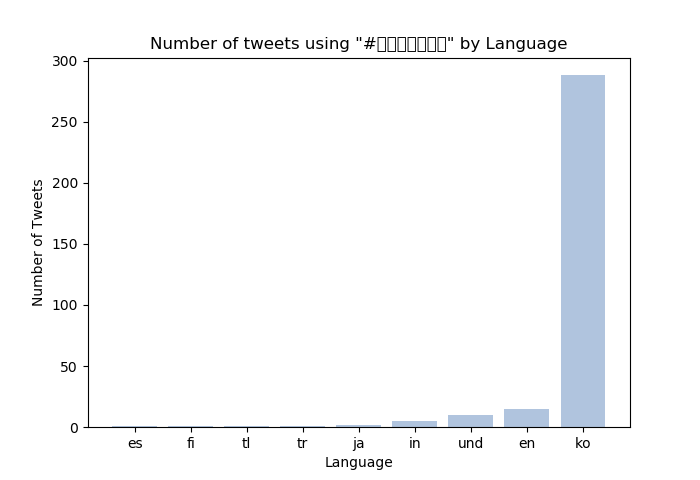 Number of tweets using "#▯▯▯▯▯▯▯" by Language
300
250
200
150
100
50
0
Number of Tweets
es fi tl tr ja in und en ko
Language